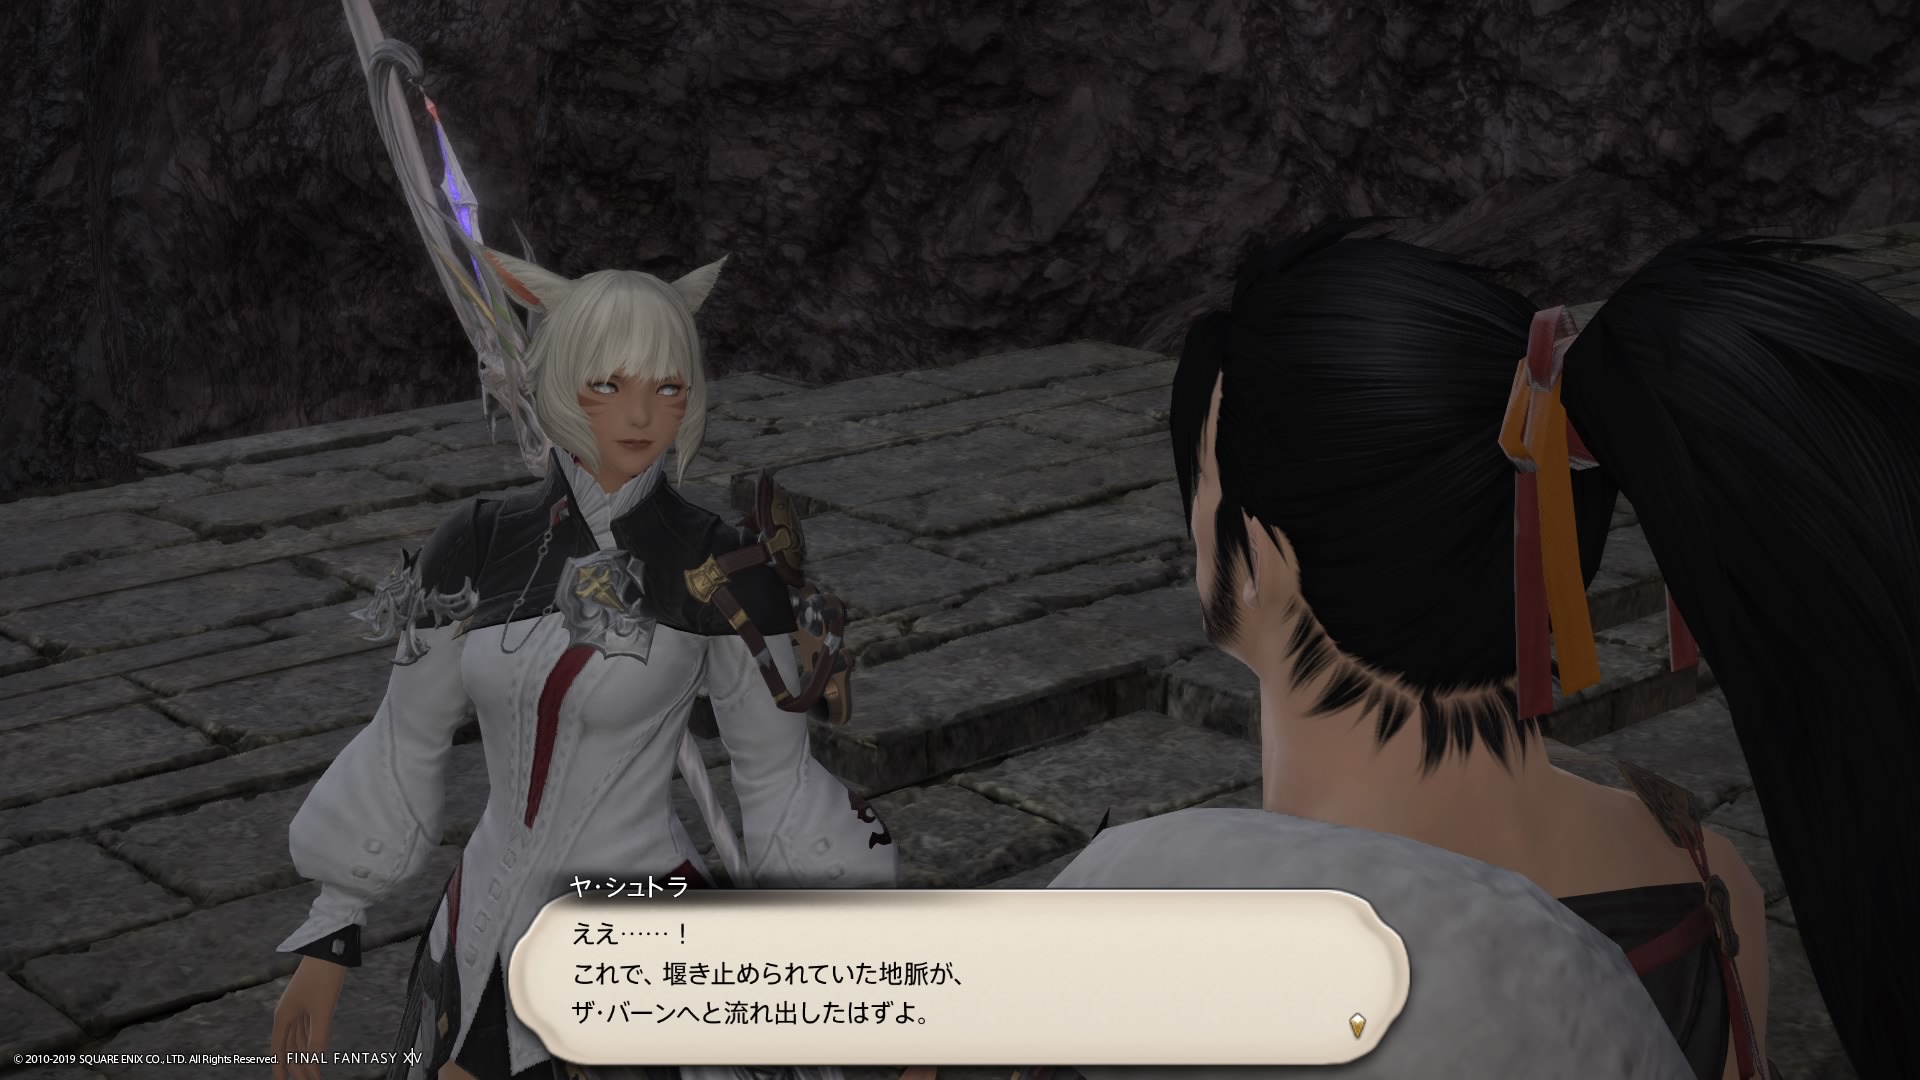 ヤ・シュトラ
ええ……！
これで、堰き止められていた地脈が、
ザ・バーンへと流れ出したはずよ。
© 2010-2019 SQUARE ENIX CO., LTD. All Rights Reserved. FINAL FANTASY XIV